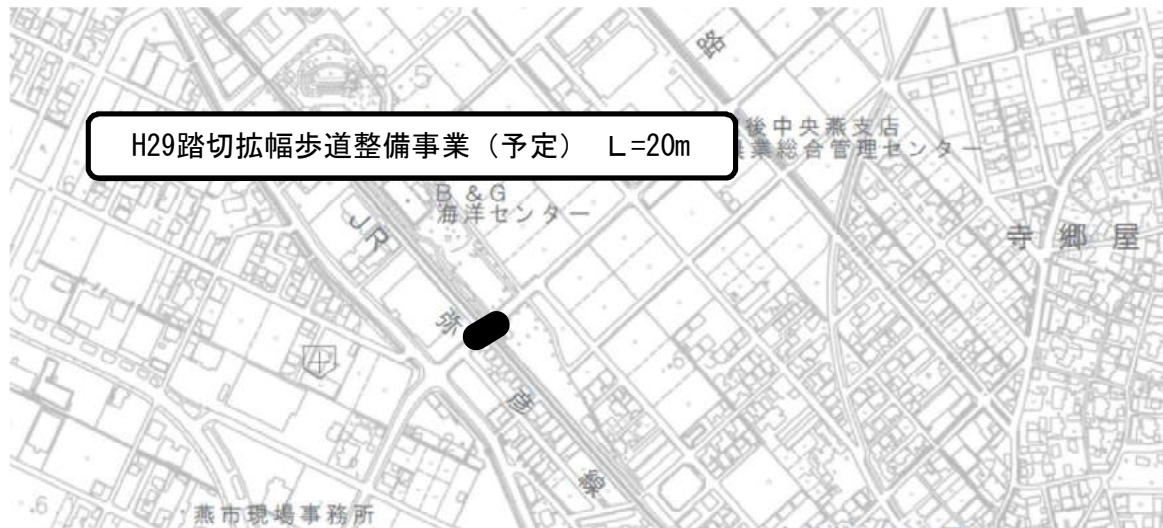 路
H29踏切拡幅歩道整備事業(予定) L=20m
後中央燕支店
業総合管理センター
B&G
海洋センター
JR
弥
彦
線
寺郷屋
燕市現場事務所